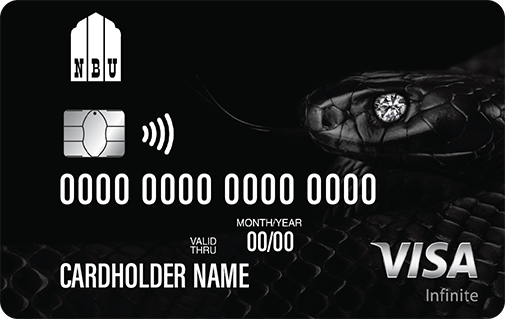 NBU
0000 0000 0000 0000
MONTH/YEAR
VALID
THRU
00/00
CARDHOLDER NAME
VISA
Infinite